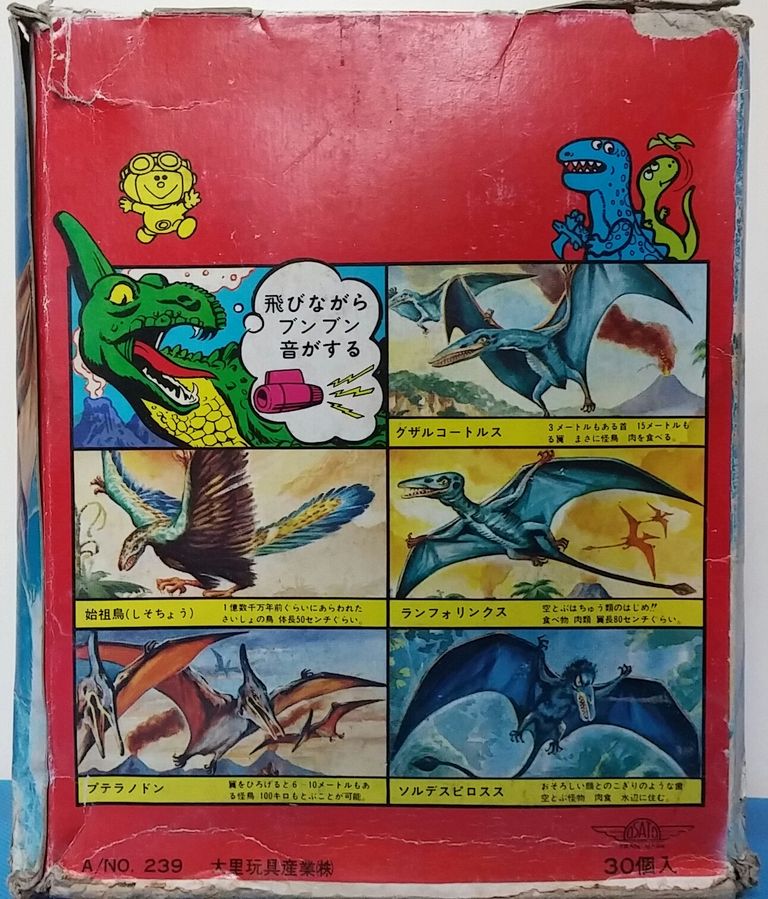 飛びながら
ブンブン
音がする
グザルコートルス
3メートルもある首 15メートルも
る翼 まさに怪鳥 肉を食べる。
始祖鳥(しそちょう)
1億数千万年前ぐらいにあらわれた
さいしょの鳥 体長50センチぐらい。
ランフォリンクス
空とぶはちゅう類のはじめ!!
食べ物 肉類 翼長80センチぐらい。
プテラノドン
翼をひろげると6-10メートルもあ
る怪鳥 100キロもとぶことが可能。
ソルデスピロスス
おそろしい顔とのこぎりのような歯
空とぶ怪物 肉食 水辺に住む。
OSATO
TRADE MARK
A/NO. 239 大里玩具産業㈱
30個入